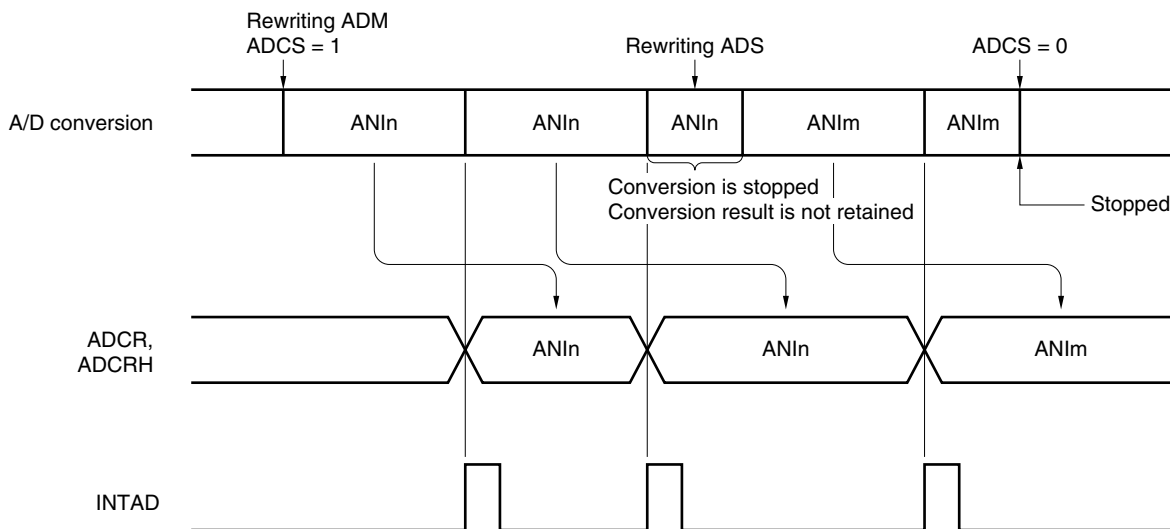 Rewriting ADM
ADCS = 1
Rewriting ADS
ADCS = 0
A/D conversion
ANIn
ANIn
ANIn
ANIm
ANIm
Conversion is stopped
Conversion result is not retained
Stopped
ADCR,
ADCRH
ANIn
ANIn
ANIm
INTAD